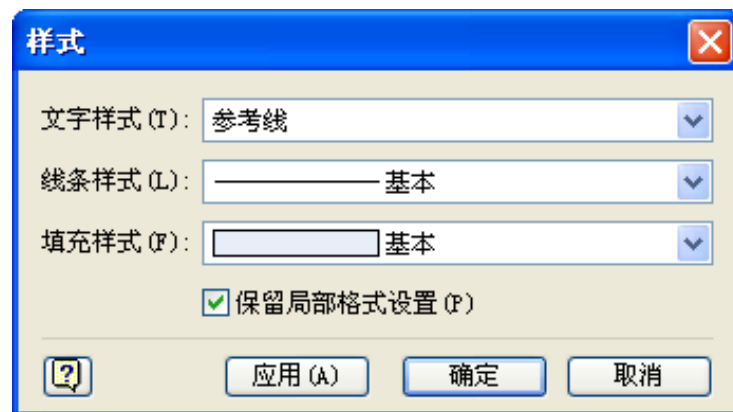 样式
文字样式(T): 参考线
线条样式(L): 基本
填充样式(F): 基本
保留局部格式设置(P)
? 应用(A) 确定 取消